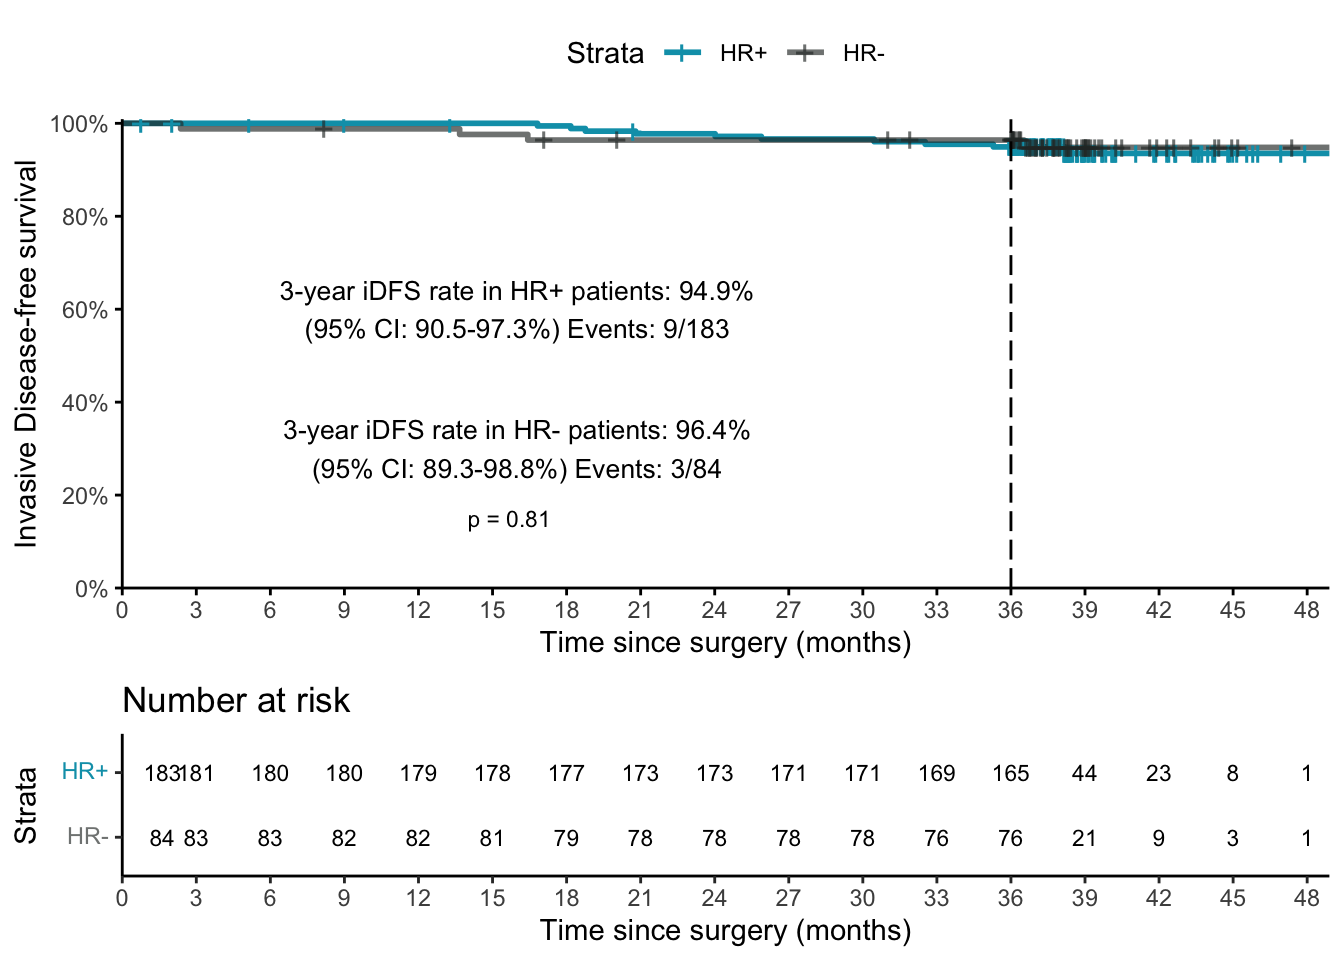 Strata HR+ HR-
Invasive Disease-free survival
100%
80%
60%
40%
20%
0%
3-year iDFS rate in HR+ patients: 94.9%
(95% CI: 90.5-97.3%) Events: 9/183
3-year iDFS rate in HR- patients: 96.4%
(95% CI: 89.3-98.8%) Events: 3/84
p = 0.81
0 3 6 9 12 15 18 21 24 27 30 33 36 39 42 45 48
Time since surgery (months)
Number at risk
Strata
HR+ 183 181 180 180 179 178 177 173 173 171 171 169 165 44 23 8 1
HR- 84 83 83 82 82 81 79 78 78 78 78 76 76 21 9 3 1
0 3 6 9 12 15 18 21 24 27 30 33 36 39 42 45 48
Time since surgery (months)